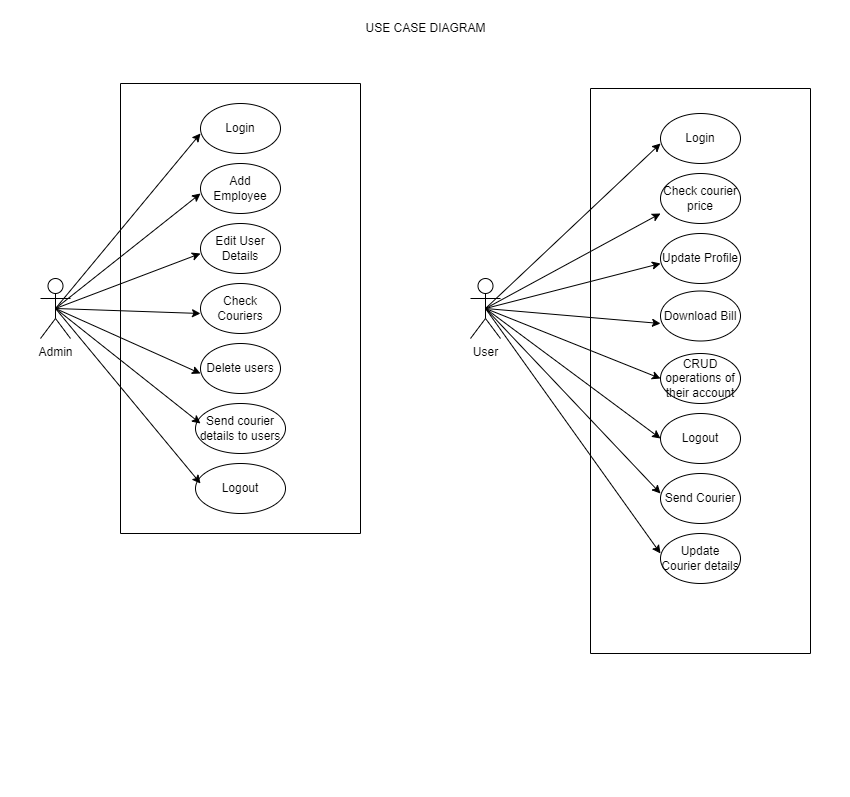 USE CASE DIAGRAM
Login
Add
Employee
Edit User
Details
Check
Couriers
Delete users
Send courier
details to users
Logout
Admin
Login
Check courier
price
Update Profile
Download Bill
CRUD
operations of
their account
Logout
Send Courier
Update
Courier details
User